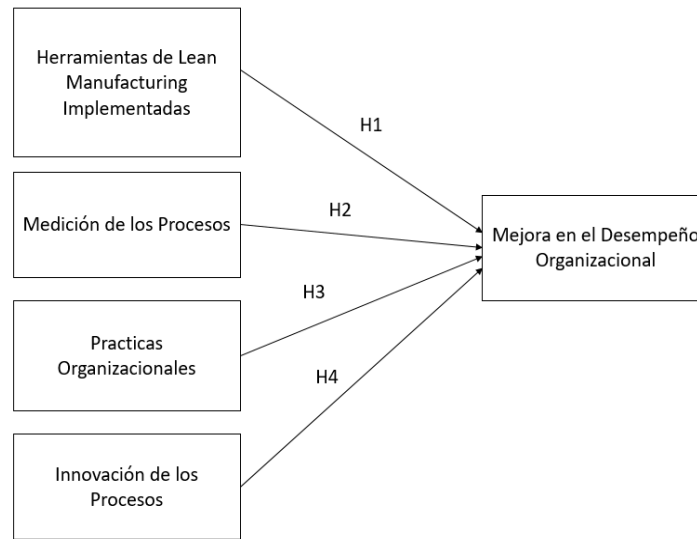 Herramientas de Lean
Manufacturing
Implementadas
H1
Medición de los Procesos
H2
Mejora en el Desempeño
Organizacional
H3
Practicas
Organizacionales
H4
Innovación de los
Procesos